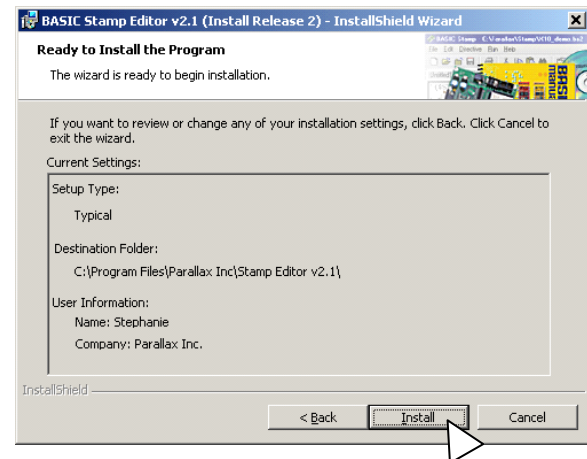 BASIC Stamp Editor v2.1 (Install Release 2) - InstallShield Wizard
Ready to Install the Program
The wizard is ready to begin installation.
If you want to review or change any of your installation settings, click Back. Click Cancel to
exit the wizard.
Current Settings:
Setup Type:
Typical
Destination Folder:
C:\Program Files\Parallax Inc\Stamp Editor v2.1\
User Information:
Name: Stephanie
Company: Parallax Inc.
InstallShield
< Back
Install
Cancel